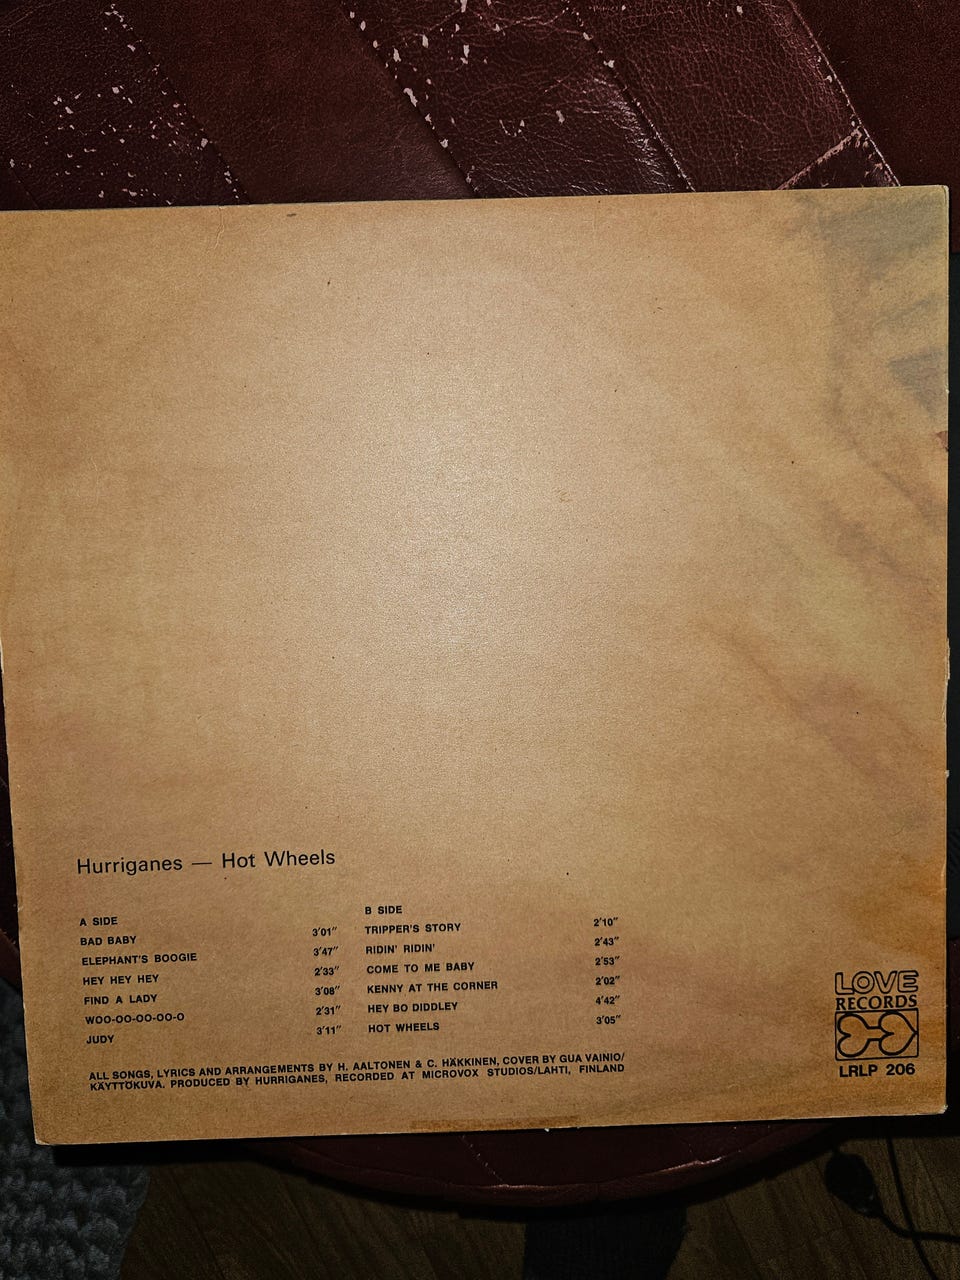 Hurriganes — Hot Wheels
A SIDE
BAD BABY 3'01"
ELEPHANT'S BOOGIE 3'47"
HEY HEY HEY 2'33"
FIND A LADY 3'08"
WOO-OO-OO-OO-O 2'31"
JUDY 3'11"
B SIDE
TRIPPER'S STORY 2'10"
RIDIN' RIDIN' 2'43"
COME TO ME BABY 2'53"
KENNY AT THE CORNER 2'02"
HEY BO DIDDLEY 4'42"
HOT WHEELS 3'05"
ALL SONGS, LYRICS AND ARRANGEMENTS BY H. AALTONEN & C. HÄKKINEN, COVER BY GUA VAINIO/
KÄYTTÖKUVA. PRODUCED BY HURRIGANES, RECORDED AT MICROVOX STUDIOS/LAHTI, FINLAND
LOVE
RECORDS
LRLP 206